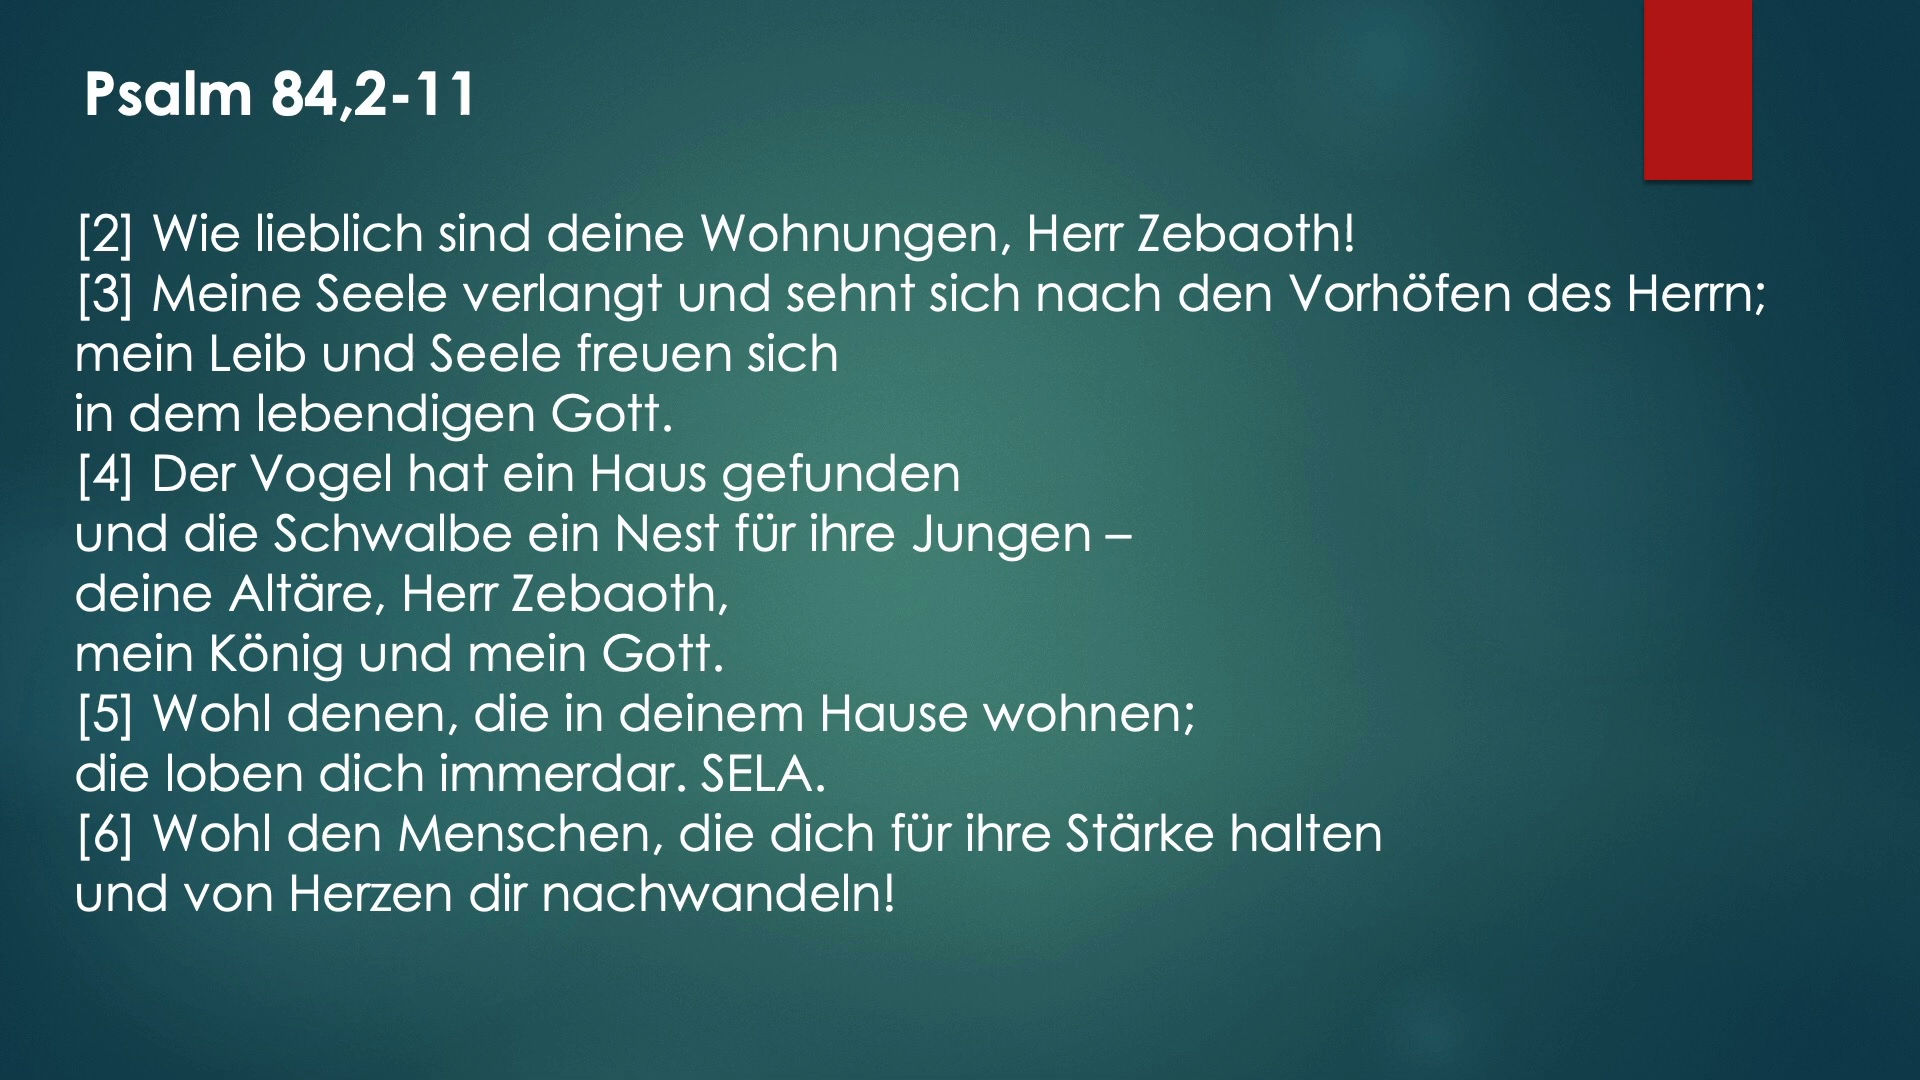 Psalm 84,2-11
[2] Wie lieblich sind deine Wohnungen, Herr Zebaoth!
[3] Meine Seele verlangt und sehnt sich nach den Vorhöfen des Herrn;
mein Leib und Seele freuen sich
in dem lebendigen Gott.
[4] Der Vogel hat ein Haus gefunden
und die Schwalbe ein Nest für ihre Jungen –
deine Altäre, Herr Zebaoth,
mein König und mein Gott.
[5] Wohl denen, die in deinem Hause wohnen;
die loben dich immerdar. SELA.
[6] Wohl den Menschen, die dich für ihre Stärke halten
und von Herzen dir nachwandeln!